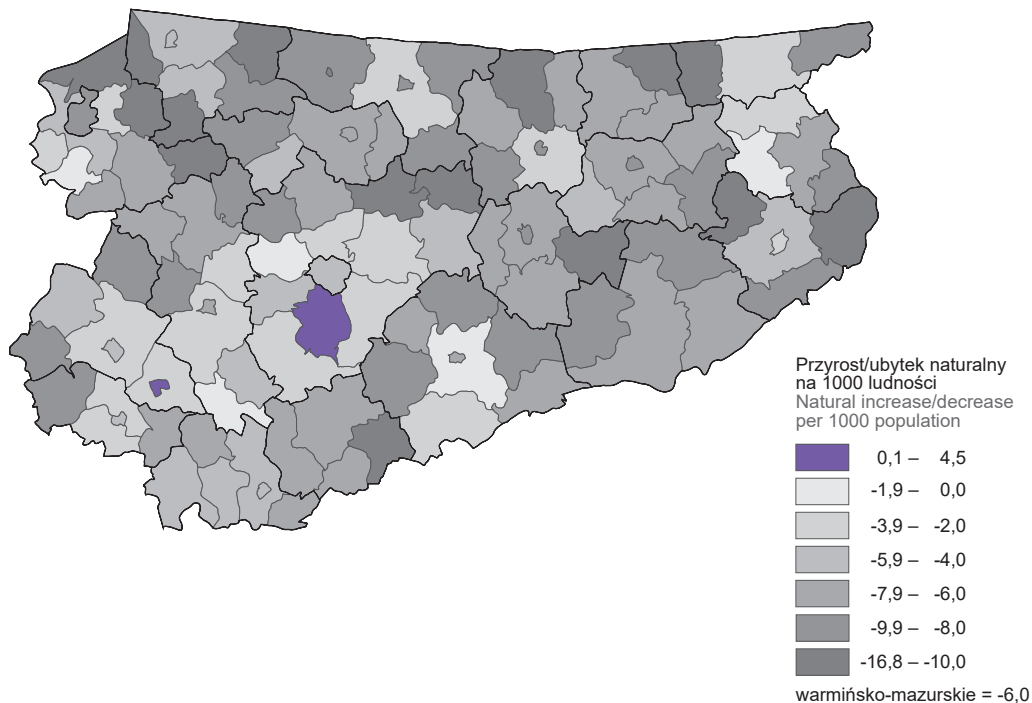 Przyrost/ubytek naturalny
na 1000 ludności
Natural increase/decrease
per 1000 population
0,1 – 4,5
-1,9 – 0,0
-3,9 – -2,0
-5,9 – -4,0
-7,9 – -6,0
-9,9 – -8,0
-16,8 – -10,0
warmińsko-mazurskie = -6,0